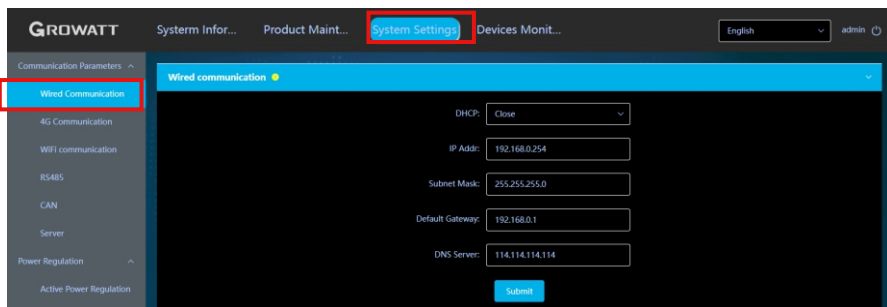 GROWATT
Systerm Infor... Product Maint... System Settings Devices Monit... English admin
Communication Parameters
Wired Communication
4G Communication
WiFi communication
RS485
CAN
Server
Power Regulation
Active Power Regulation
Wired communication
DHCP: Close
IP Addr: 192.168.0.254
Subnet Mask: 255.255.255.0
Default Gateway: 192.168.0.1
DNS Server: 114.114.114.114
Submit